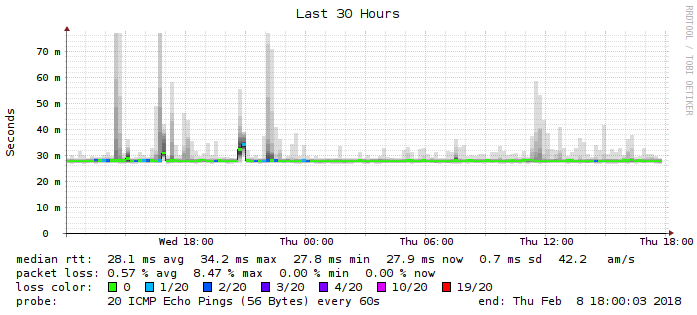 Last 30 Hours
RRDTOOL / TOBI OETIKER
Seconds
70 m
60 m
50 m
40 m
30 m
20 m
10 m
0
Wed 18:00 Thu 00:00 Thu 06:00 Thu 12:00 Thu 18:00
median rtt: 28.1 ms avg 34.2 ms max 27.8 ms min 27.9 ms now 0.7 ms sd 42.2 am/s
packet loss: 0.57 % avg 8.47 % max 0.00 % min 0.00 % now
loss color: 0 1/20 2/20 3/20 4/20 10/20 19/20
probe: 20 ICMP Echo Pings (56 Bytes) every 60s end: Thu Feb 8 18:00:03 2018